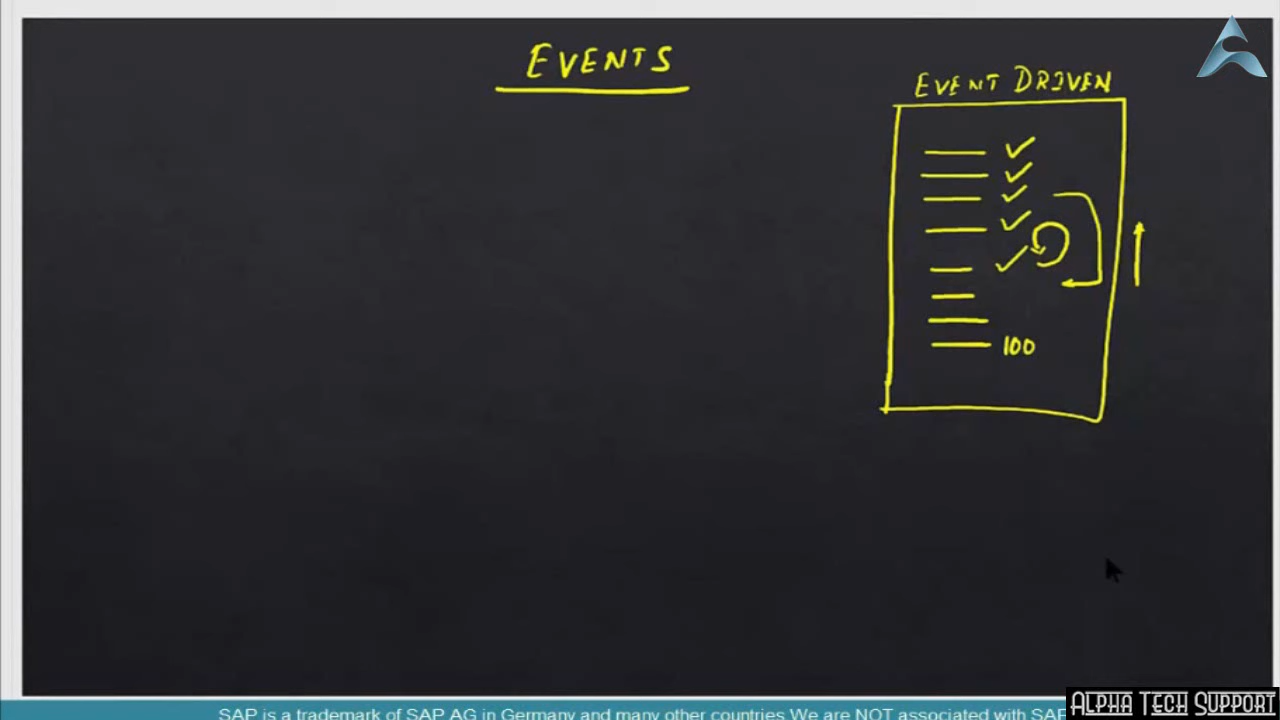 EVENTS
EVENT DRIVEN
100
ALPHA TECH SUPPORT
SAP is a trademark of SAP AG in Germany and many other countries We are NOT associated with SAP